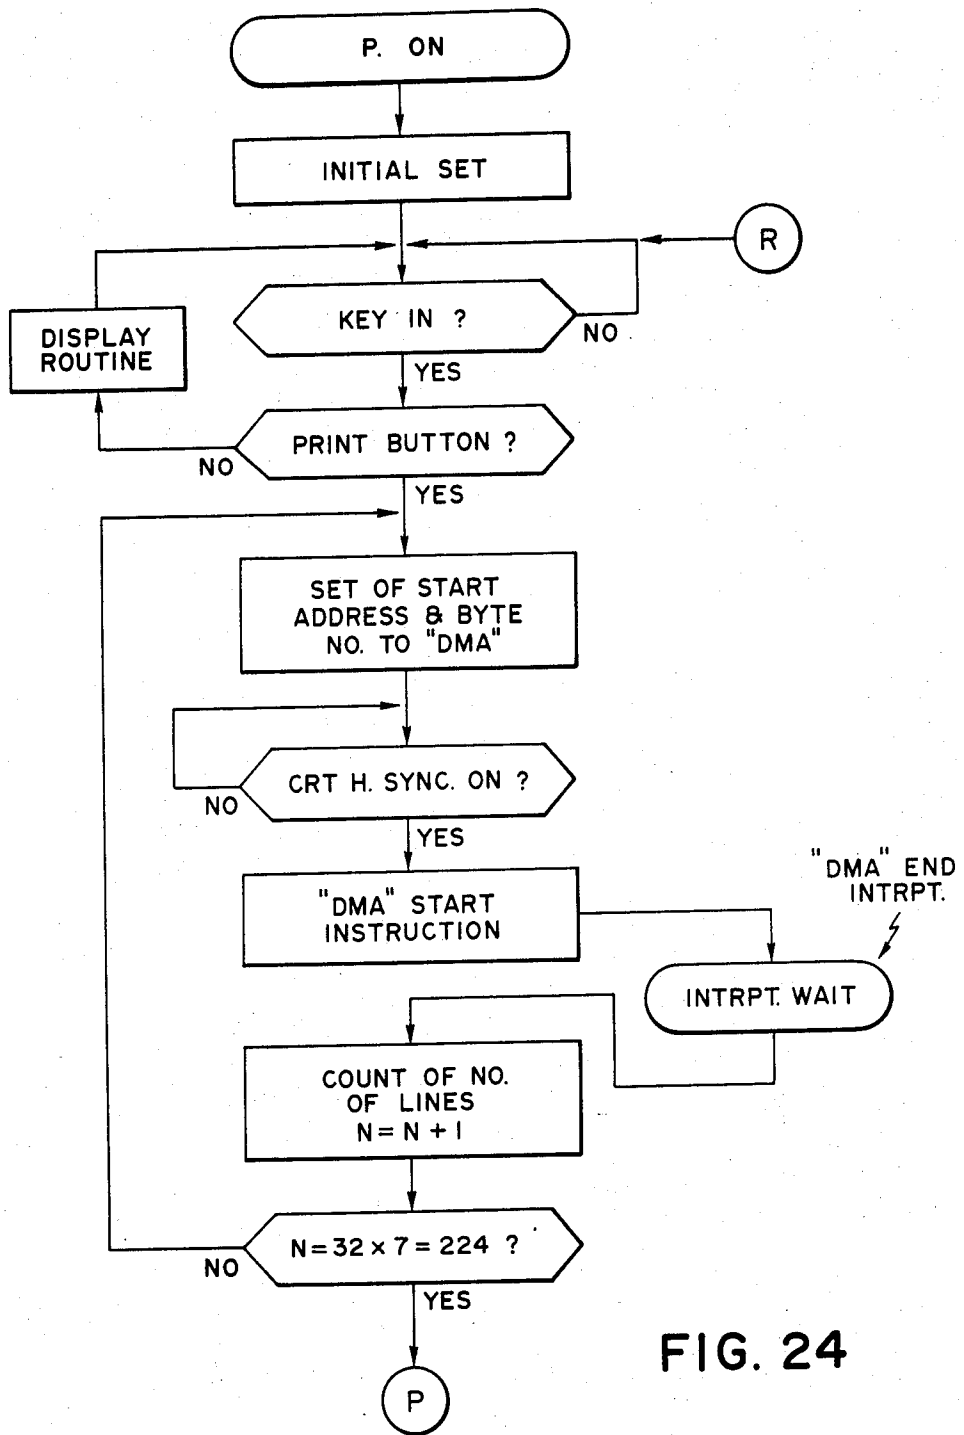 P. ON
INITIAL SET
R
KEY IN ?
NO
DISPLAY
ROUTINE
YES
PRINT BUTTON ?
NO
YES
SET OF START
ADDRESS & BYTE
NO. TO "DMA"
CRT H. SYNC. ON ?
NO
YES
"DMA" START
INSTRUCTION
"DMA" END
INTRPT.
INTRPT. WAIT
COUNT OF NO.
OF LINES
N = N + 1
N = 32 × 7 = 224 ?
NO
YES
P
FIG. 24